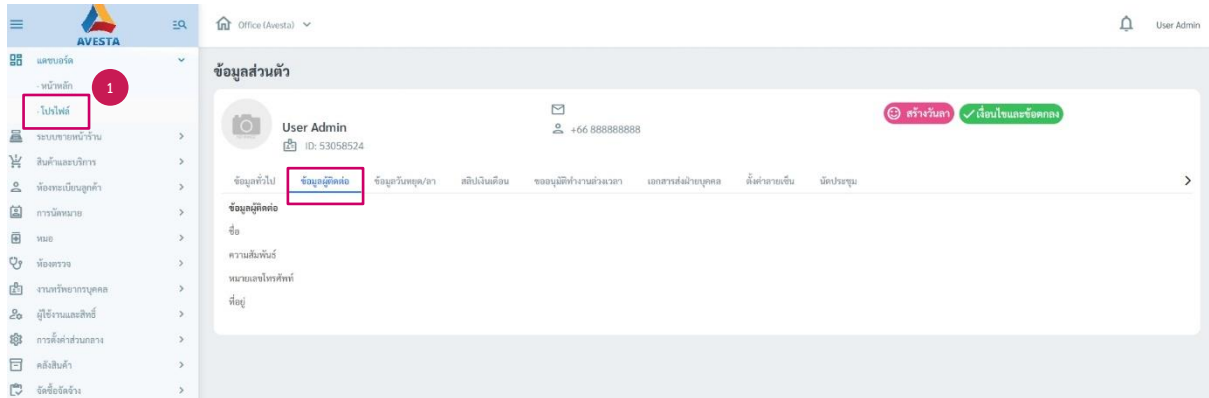 AVESTA
Office (Avesta)
User Admin
แดชบอร์ด
- หน้าหลัก
1
- โปรไฟล์
ระบบขายหน้าร้าน
สินค้าและบริการ
ห้องทะเบียนลูกค้า
การนัดหมาย
หมอ
ห้องตรวจ
งานทรัพยากรบุคคล
ผู้ใช้งานและสิทธิ์
การตั้งค่าส่วนกลาง
คลังสินค้า
จัดซื้อจัดจ้าง
ข้อมูลส่วนตัว
User Admin
ID: 53058524
+66 888888888
สร้างวันลา เงื่อนไขและข้อตกลง
ข้อมูลทั่วไป ข้อมูลผู้ติดต่อ ข้อมูลวันหยุด/ลา สลิปเงินเดือน ขออนุมัติทำงานล่วงเวลา เอกสารส่งฝ่ายบุคคล ตั้งค่าลายเซ็น นัดประชุม
ข้อมูลผู้ติดต่อ
ชื่อ
ความสัมพันธ์
หมายเลขโทรศัพท์
ที่อยู่